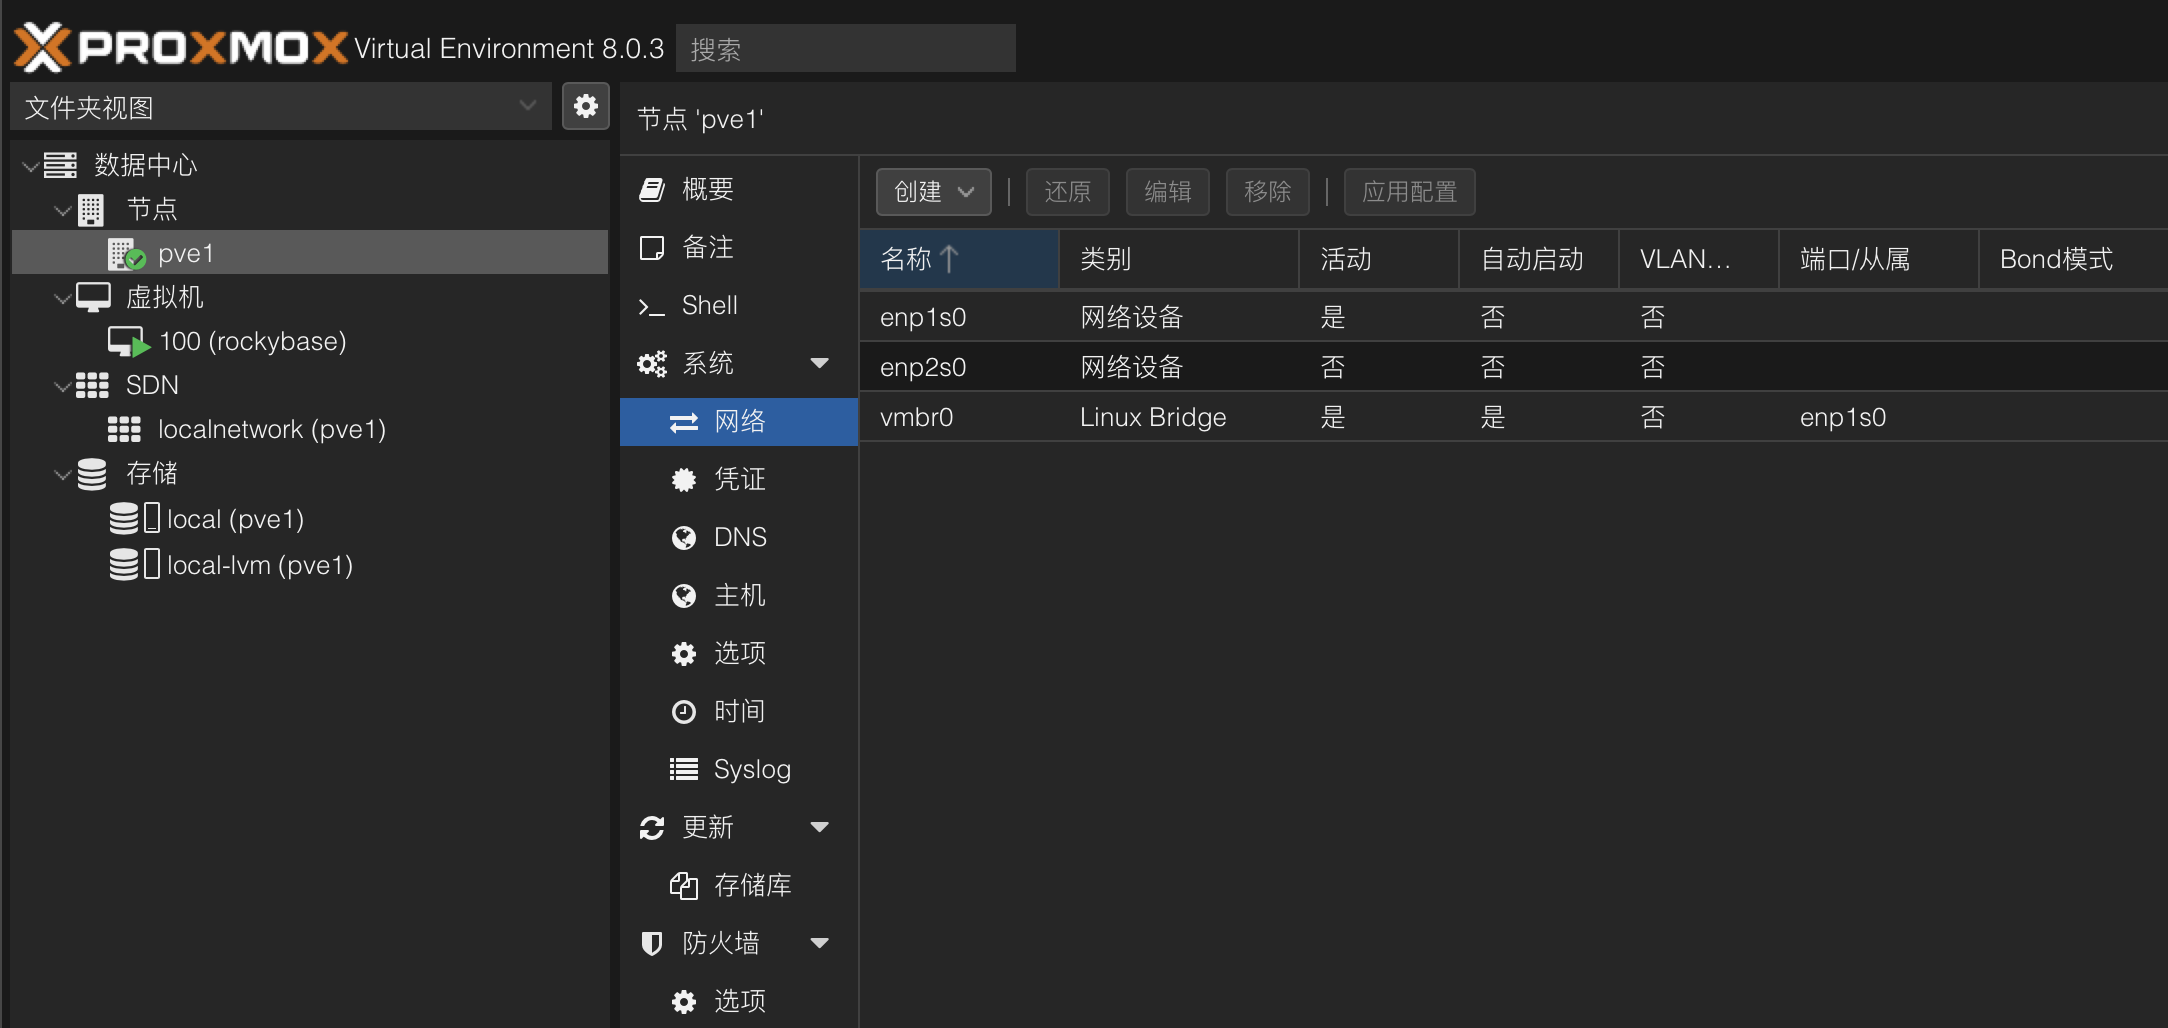 PROXMOX Virtual Environment 8.0.3 搜索
文件夹视图
数据中心
节点
pve1
虚拟机
100 (rockybase)
SDN
localnetwork (pve1)
存储
local (pve1)
local-lvm (pve1)
节点 'pve1'
概要
备注
Shell
系统
网络
凭证
DNS
主机
选项
时间
Syslog
更新
存储库
防火墙
选项
创建 还原 编辑 移除 应用配置
名称 类别 活动 自动启动 VLAN... 端口/从属 Bond模式
enp1s0 网络设备 是 否 否
enp2s0 网络设备 否 否 否
vmbr0 Linux Bridge 是 是 否 enp1s0